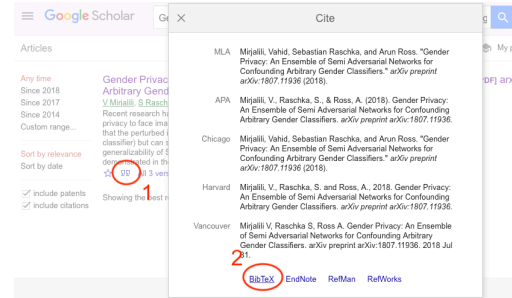 Google Scholar
Cite
Articles
My p
Any time
Since 2018
Since 2017
Since 2014
Custom range...
Sort by relevance
Sort by date
include patents
include citations
Gender Privac
Arbitrary Gend
V Mirjalili, S Rasch
Recent research ha
privacy to face imag
that the perturbed i
classifier) but can s
generalizability of S
demonstrated in the
All 3 vers
1
Showing the best r
PDF] arx
MLA Mirjalili, Vahid, Sebastian Raschka, and Arun Ross. "Gender
Privacy: An Ensemble of Semi Adversarial Networks for
Confounding Arbitrary Gender Classifiers." arXiv preprint
arXiv:1807.11936 (2018).
APA Mirjalili, V., Raschka, S., & Ross, A. (2018). Gender Privacy:
An Ensemble of Semi Adversarial Networks for Confounding
Arbitrary Gender Classifiers. arXiv preprint arXiv:1807.11936.
Chicago Mirjalili, Vahid, Sebastian Raschka, and Arun Ross. "Gender
Privacy: An Ensemble of Semi Adversarial Networks for
Confounding Arbitrary Gender Classifiers." arXiv preprint
arXiv:1807.11936 (2018).
Harvard Mirjalili, V., Raschka, S. and Ross, A., 2018. Gender Privacy:
An Ensemble of Semi Adversarial Networks for Confounding
Arbitrary Gender Classifiers. arXiv preprint arXiv:1807.11936.
Vancouver Mirjalili V, Raschka S, Ross A. Gender Privacy: An Ensemble
of Semi Adversarial Networks for Confounding Arbitrary
Gender Classifiers. arXiv preprint arXiv:1807.11936. 2018 Jul
31.
2
BibTeX EndNote RefMan RefWorks